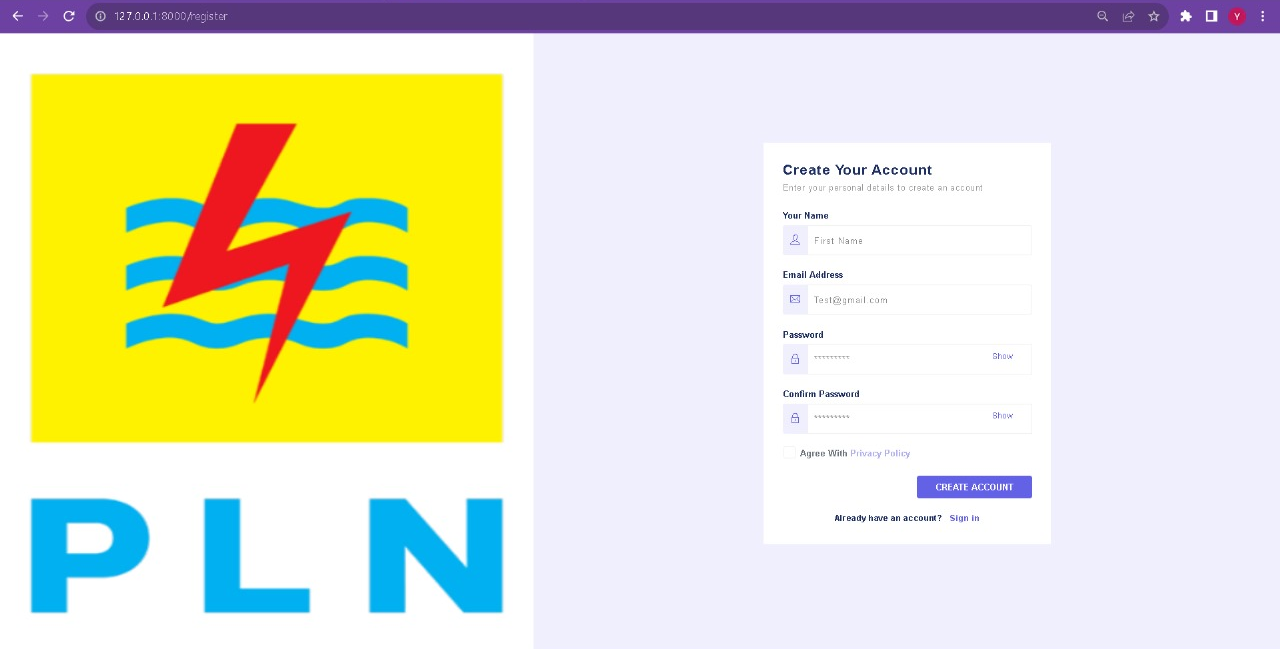 127.0.0.1:8000/register
Y
PLN
Create Your Account
Enter your personal details to create an account
Your Name
First Name
Email Address
Test@gmail.com
Password
*********
Show
Confirm Password
*********
Show
Agree With Privacy Policy
CREATE ACCOUNT
Already have an account? Sign in